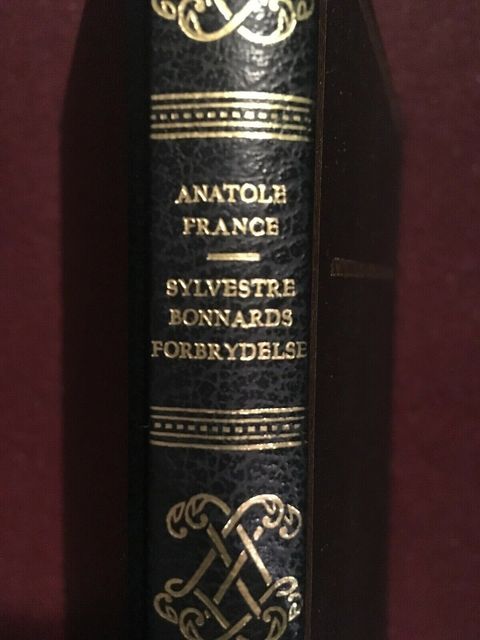 ANATOLE
FRANCE
SYLVESTRE
BONNARDS
FORBRYDELSE